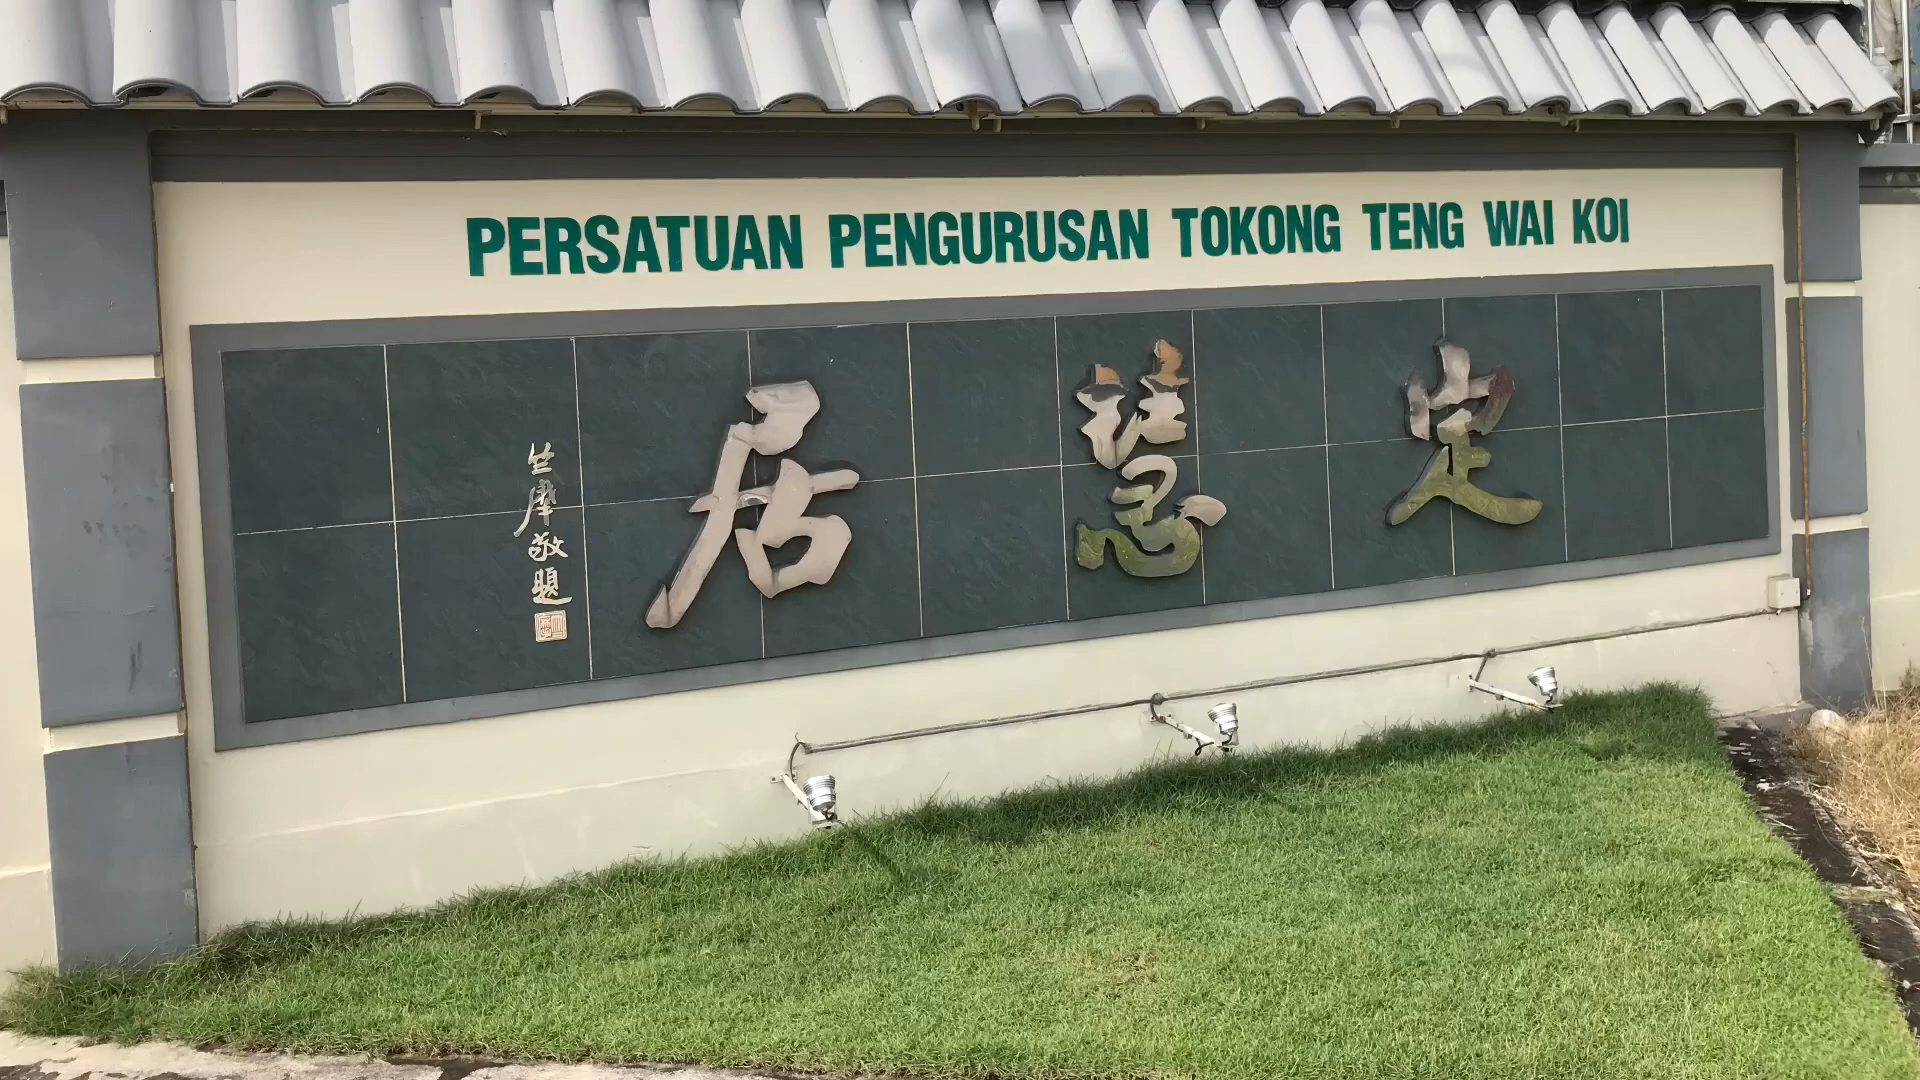 PERSATUAN PENGURUSAN TOKONG TENG WAI KOI
定慧居
竺摩敬題